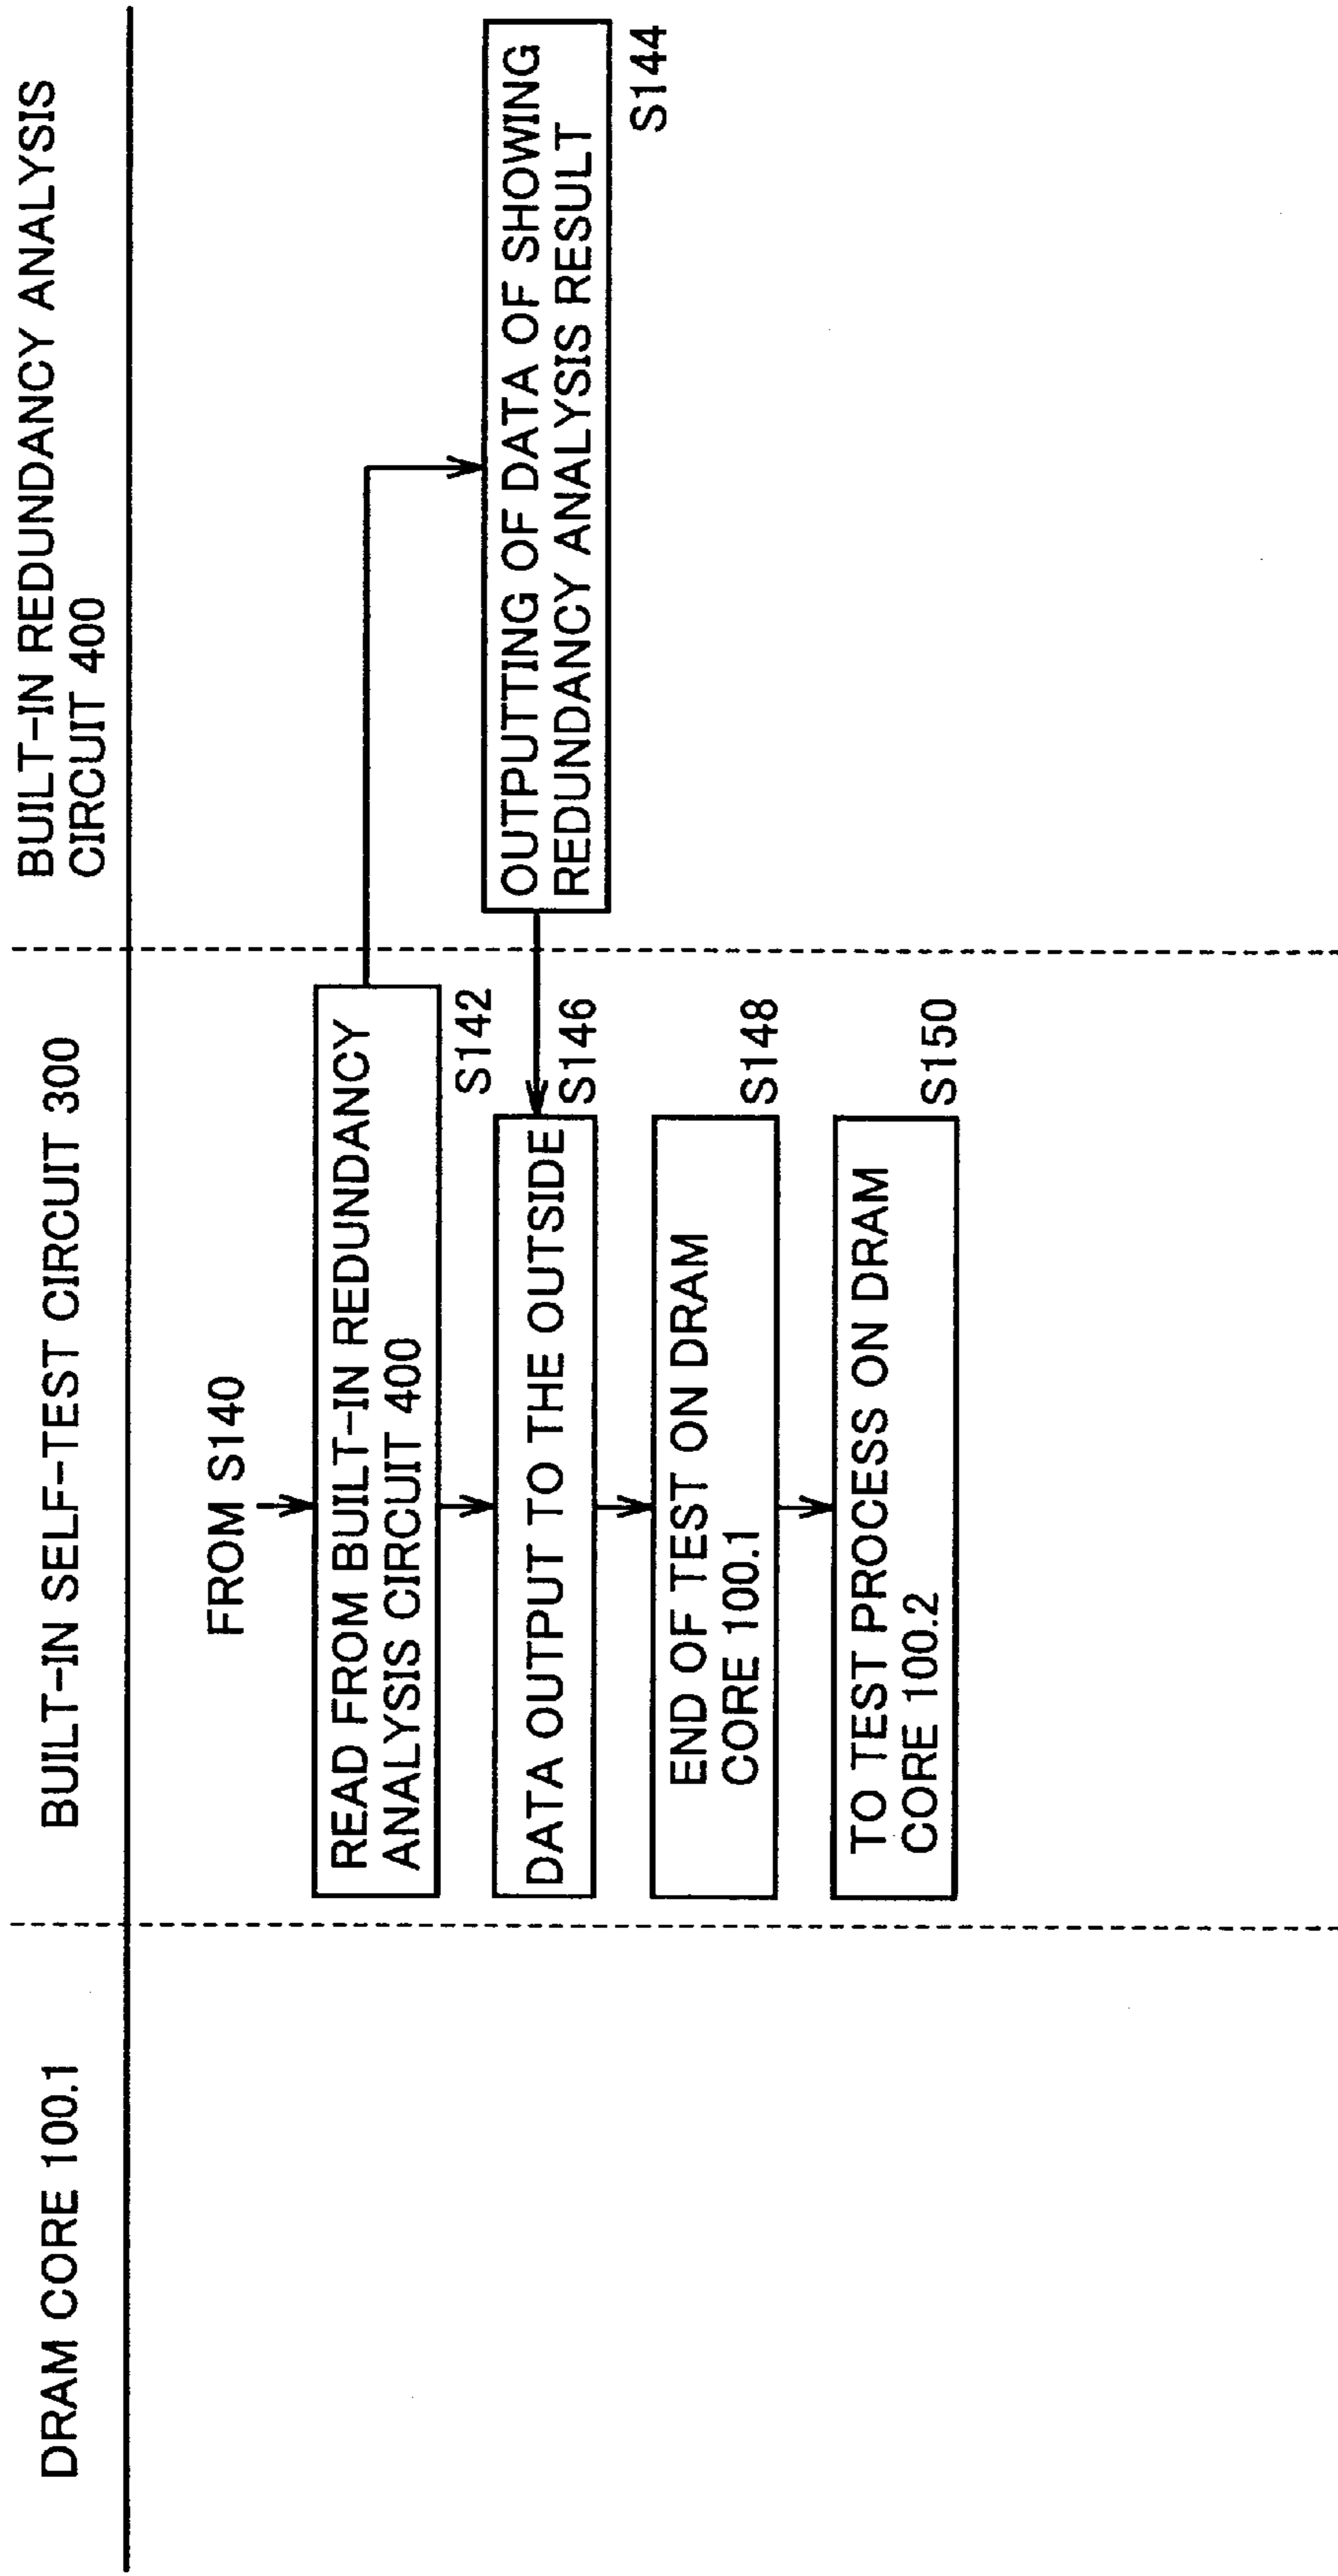 DRAM CORE 100.1
BUILT-IN SELF-TEST CIRCUIT 300
BUILT-IN REDUNDANCY ANALYSIS
CIRCUIT 400
FROM S140
READ FROM BUILT-IN REDUNDANCY
ANALYSIS CIRCUIT 400
S142
OUTPUTTING OF DATA OF SHOWING
REDUNDANCY ANALYSIS RESULT
S144
DATA OUTPUT TO THE OUTSIDE
S146
END OF TEST ON DRAM
CORE 100.1
S148
TO TEST PROCESS ON DRAM
CORE 100.2
S150